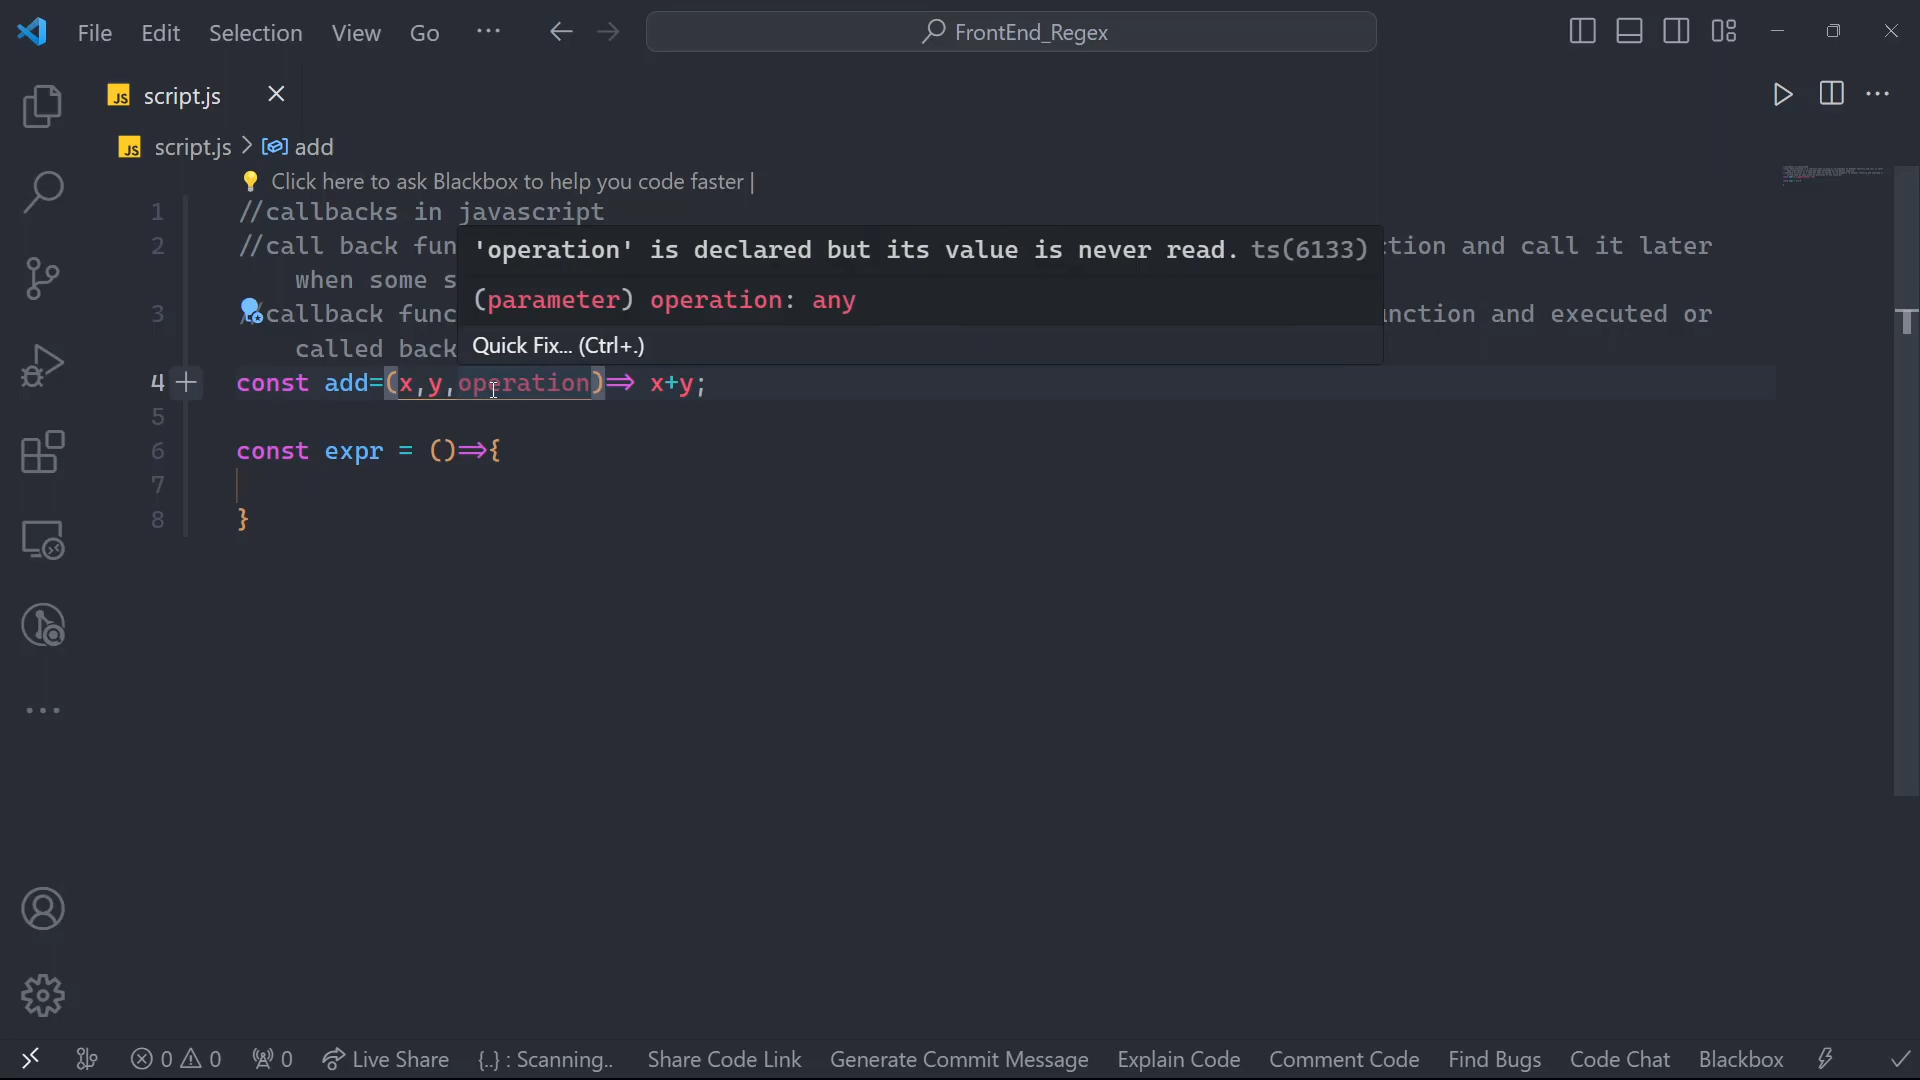 File Edit Selection View Go ··· FrontEnd_Regex
JS script.js
JS script.js > add
Click here to ask Blackbox to help you code faster |
1 //callbacks in javascript
2 //call back fun ction and call it later
when some s
3 //callback func unction and executed or
called back
'operation' is declared but its value is never read. ts(6133)
(parameter) operation: any
Quick Fix... (Ctrl+.)
4 const add=(x,y,operation)=> x+y;
5
6 const expr = ()=>{
7
8 }
0 0 0 Live Share {..} : Scanning.. Share Code Link Generate Commit Message Explain Code Comment Code Find Bugs Code Chat Blackbox